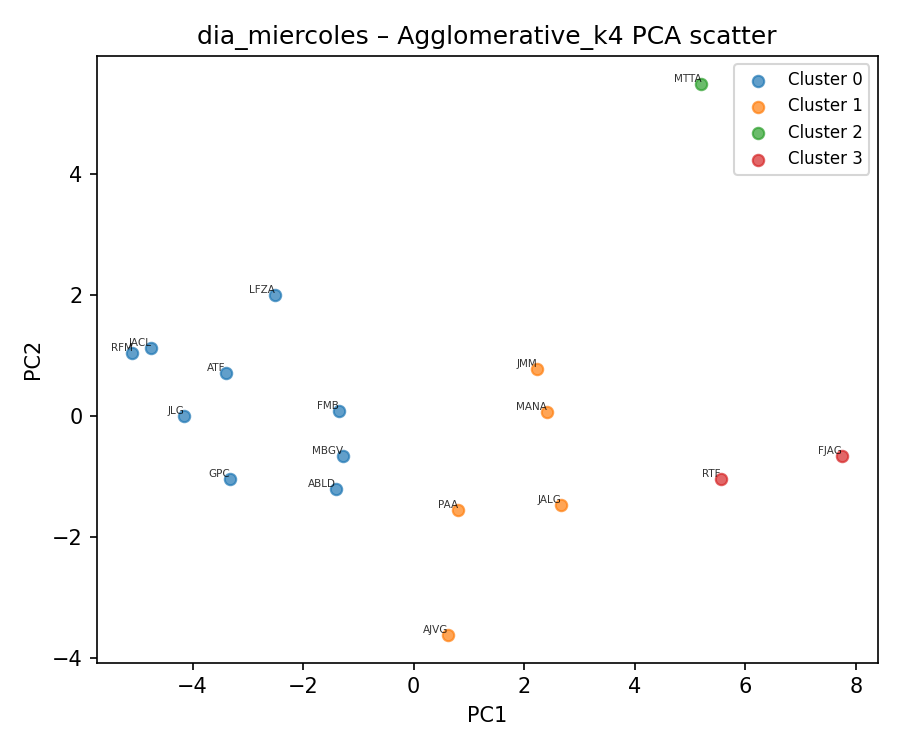 dia_miercoles – Agglomerative_k4 PCA scatter
MTTA
Cluster 0
Cluster 1
Cluster 2
Cluster 3
4
LFZA
2
JACL
RFM
ATF
JMM
JLG
FMB
MANA
0
MBGV
FJAG
GPC
RTF
ABLD
PAA
JALG
−2
AJVG
−4
−4
−2
0
2
4
6
8
PC1
PC2